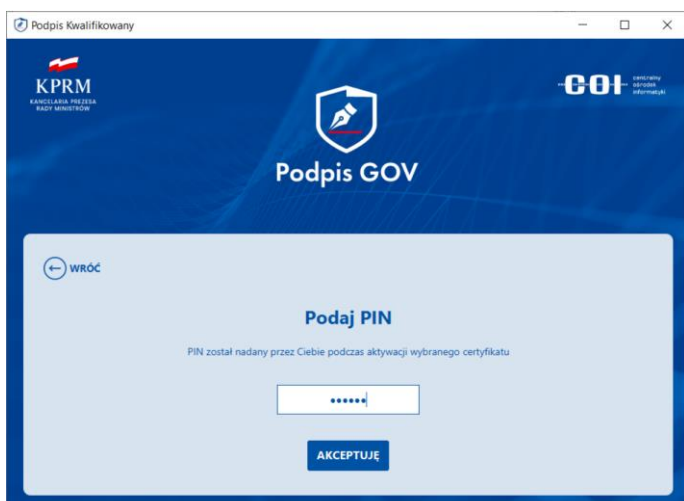 Podpis Kwalifikowany
KPRM
KANCELARIA PREZESA
RADY MINISTRÓW
COI
centralny
ośrodek
informatyki
Podpis GOV
WRÓĆ
Podaj PIN
PIN został nadany przez Ciebie podczas aktywacji wybranego certyfikatu
••••••
AKCEPTUJĘ